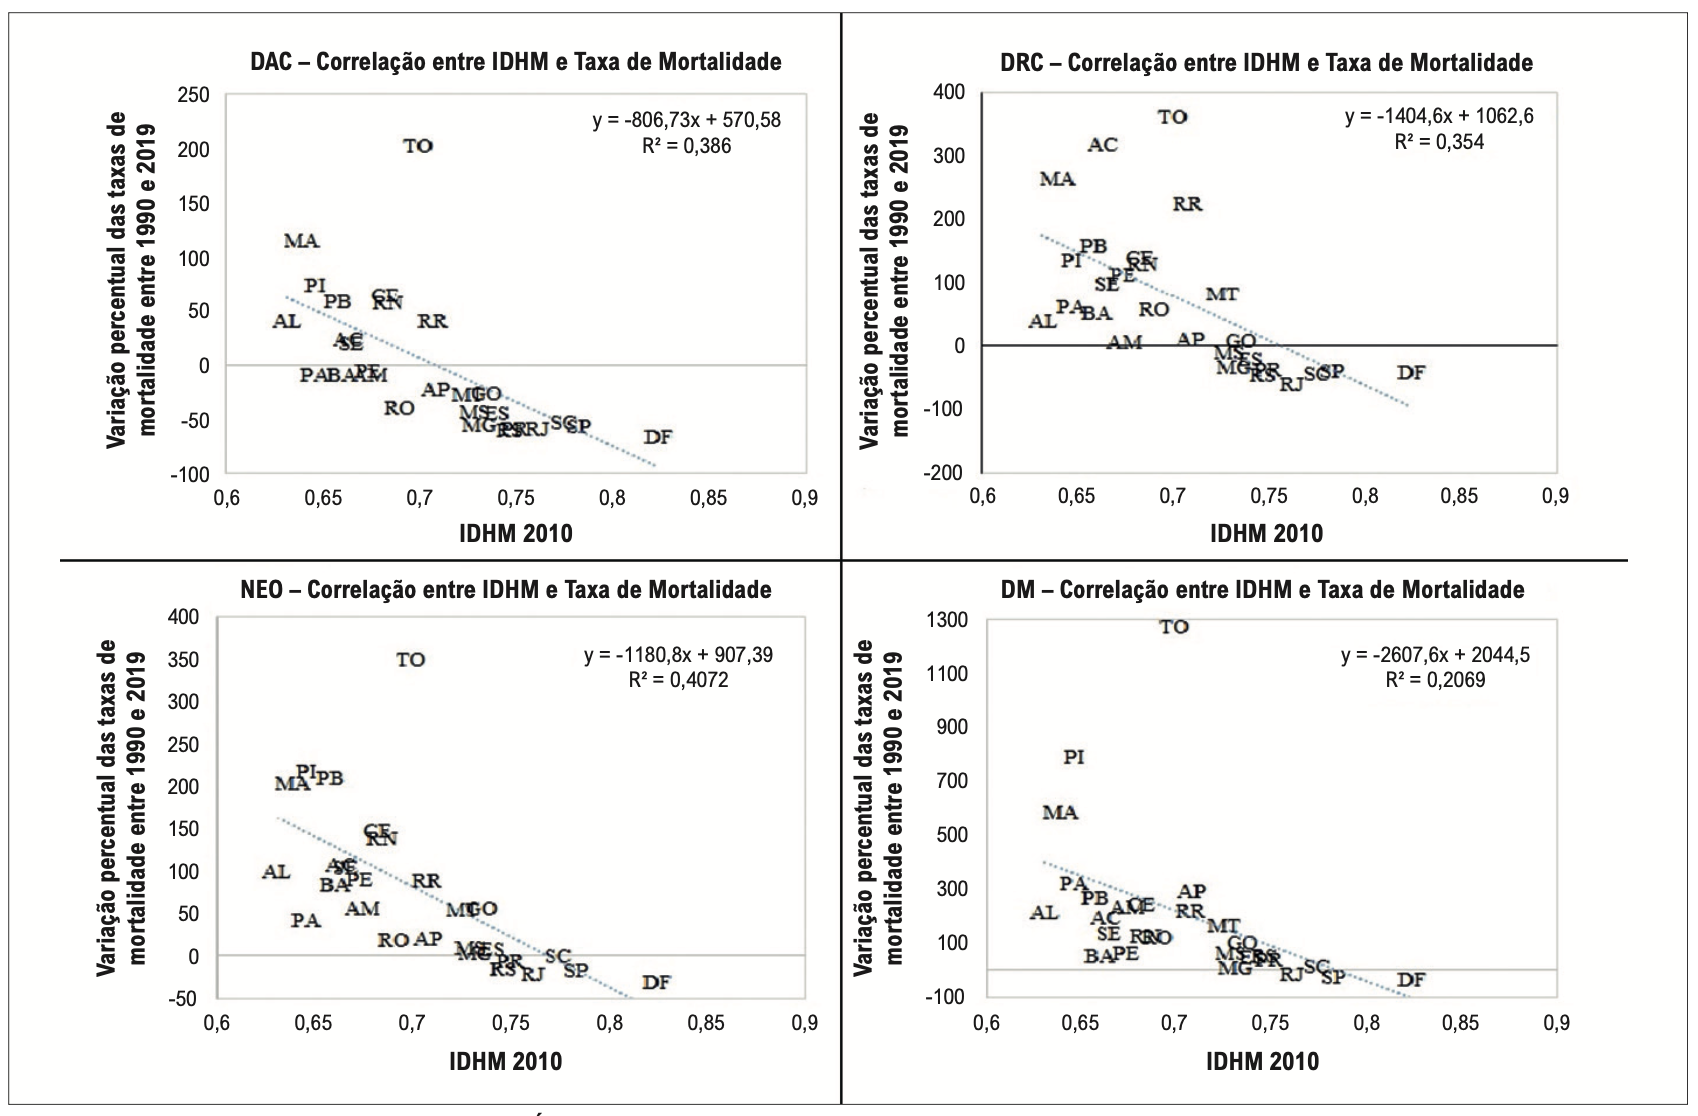 DAC – Correlação entre IDHM e Taxa de Mortalidade
Variação percentual das taxas de
mortalidade entre 1990 e 2019
250
200
150
100
50
0
-50
-100
y = -806,73x + 570,58
R² = 0,386
TO
MA
PI
PB
CE
RN
AL
RR
AC
SE
PA
BA
PE
AM
RO
AP
MT
GO
MS
ES
MG
RS
PR
RJ
SC
SP
DF
0,6
0,65
0,7
0,75
0,8
0,85
0,9
IDHM 2010
DRC – Correlação entre IDHM e Taxa de Mortalidade
Variação percentual das taxas de
mortalidade entre 1990 e 2019
400
300
200
100
0
-100
-200
y = -1404,6x + 1062,6
R² = 0,354
TO
AC
MA
RR
PB
PI
CE
RN
PE
SE
MT
PA
BA
RO
AL
AM
AP
GO
MS
ES
MG
PR
RS
RJ
SC
SP
DF
0,6
0,65
0,7
0,75
0,8
0,85
0,9
IDHM 2010
NEO – Correlação entre IDHM e Taxa de Mortalidade
Variação percentual das taxas de
mortalidade entre 1990 e 2019
400
350
300
250
200
150
100
50
0
-50
y = -1180,8x + 907,39
R² = 0,4072
TO
PI
MA
PB
CE
RN
AL
AC
SE
BA
PE
RR
AM
PA
MT
GO
RO
AP
MS
MG
ES
PR
RS
RJ
SC
SP
DF
0,6
0,65
0,7
0,75
0,8
0,85
0,9
IDHM 2010
DM – Correlação entre IDHM e Taxa de Mortalidade
Variação percentual das taxas de
mortalidade entre 1990 e 2019
1300
1100
900
700
500
300
100
-100
y = -2607,6x + 2044,5
R² = 0,2069
TO
PI
MA
PA
AP
PB
AL
AM
CE
RR
AC
SE
RN
RO
MT
BA
PE
GO
MS
ES
RS
PR
MG
RJ
SC
SP
DF
0,6
0,65
0,7
0,75
0,8
0,85
0,9
IDHM 2010